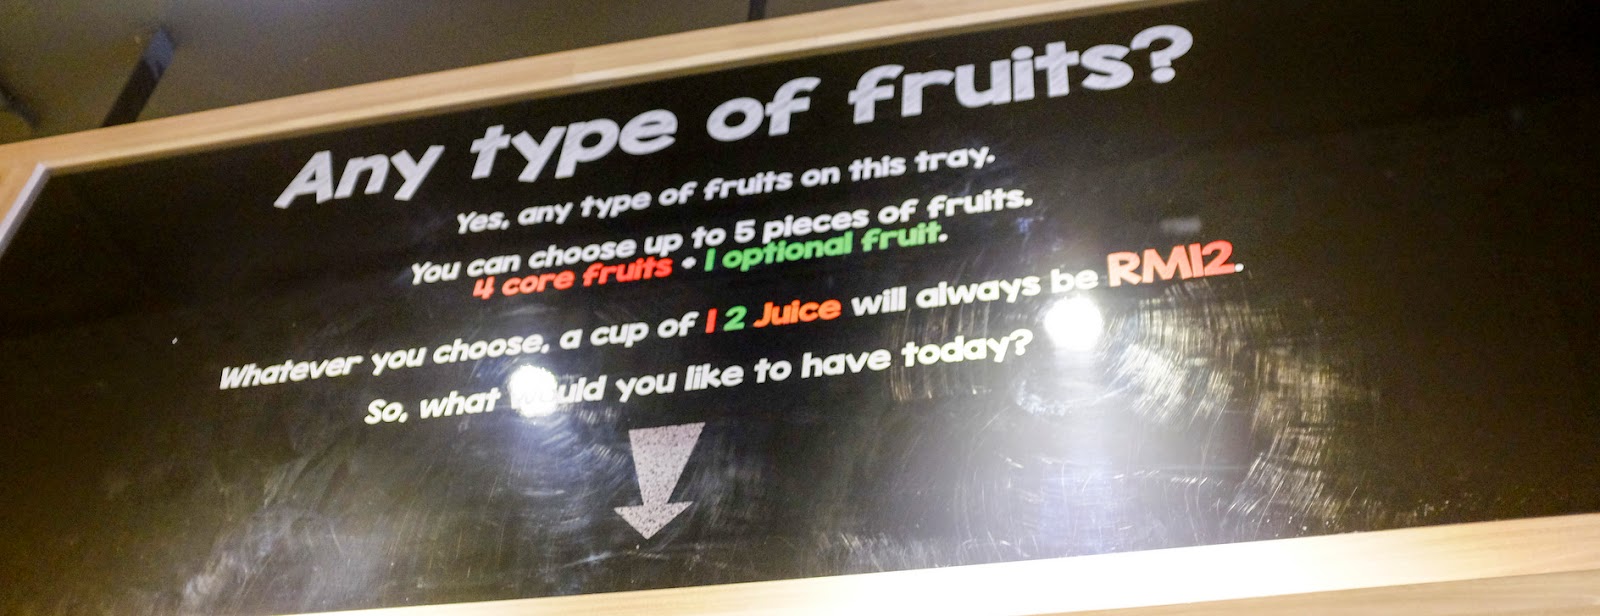 Any type of fruits?
Yes, any type of fruits on this tray.
You can choose up to 5 pieces of fruits.
4 core fruits + 1 optional fruit.
Whatever you choose, a cup of 1 2 Juice will always be RM12.
So, what would you like to have today?